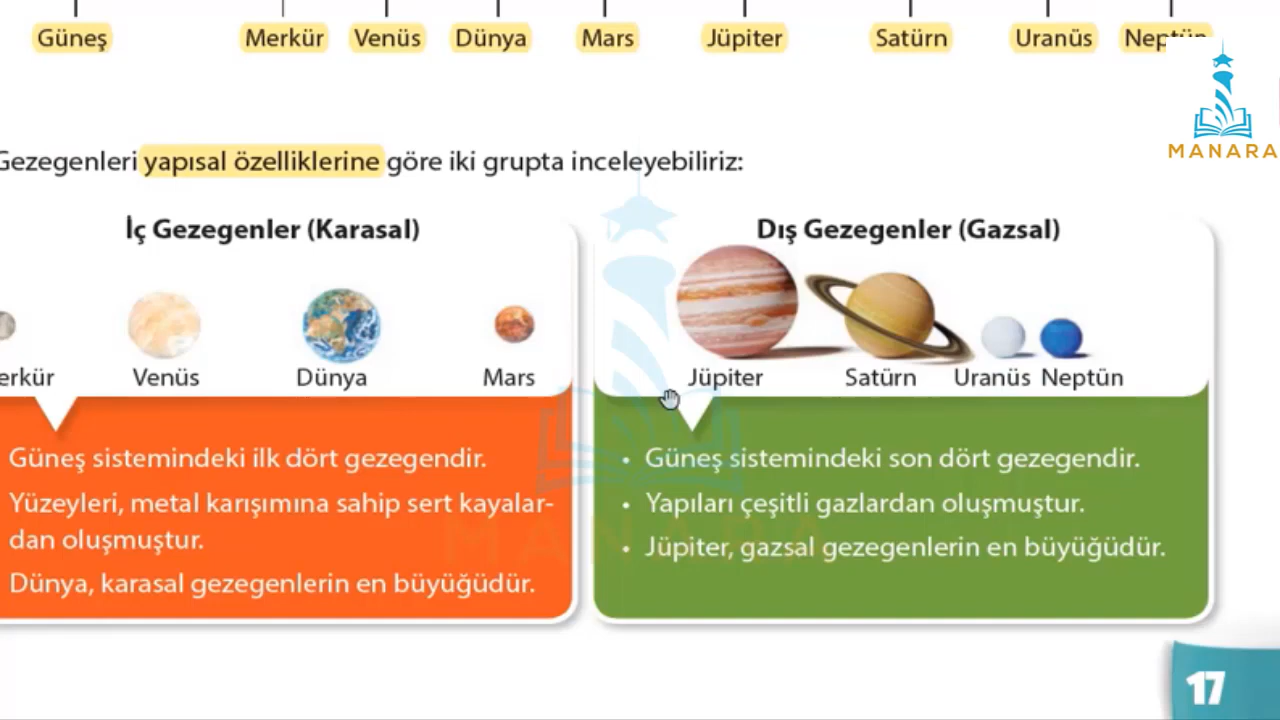 Güneş Merkür Venüs Dünya Mars Jüpiter Satürn Uranüs Neptün
MANARA
Gezegenleri yapısal özelliklerine göre iki grupta inceleyebiliriz:
İç Gezegenler (Karasal)
erkür Venüs Dünya Mars
Güneş sistemindeki ilk dört gezegendir.
Yüzeyleri, metal karışımına sahip sert kayalar-
dan oluşmuştur.
Dünya, karasal gezegenlerin en büyüğüdür.
Dış Gezegenler (Gazsal)
Jüpiter Satürn Uranüs Neptün
• Güneş sistemindeki son dört gezegendir.
• Yapıları çeşitli gazlardan oluşmuştur.
• Jüpiter, gazsal gezegenlerin en büyüğüdür.
MANARA
17